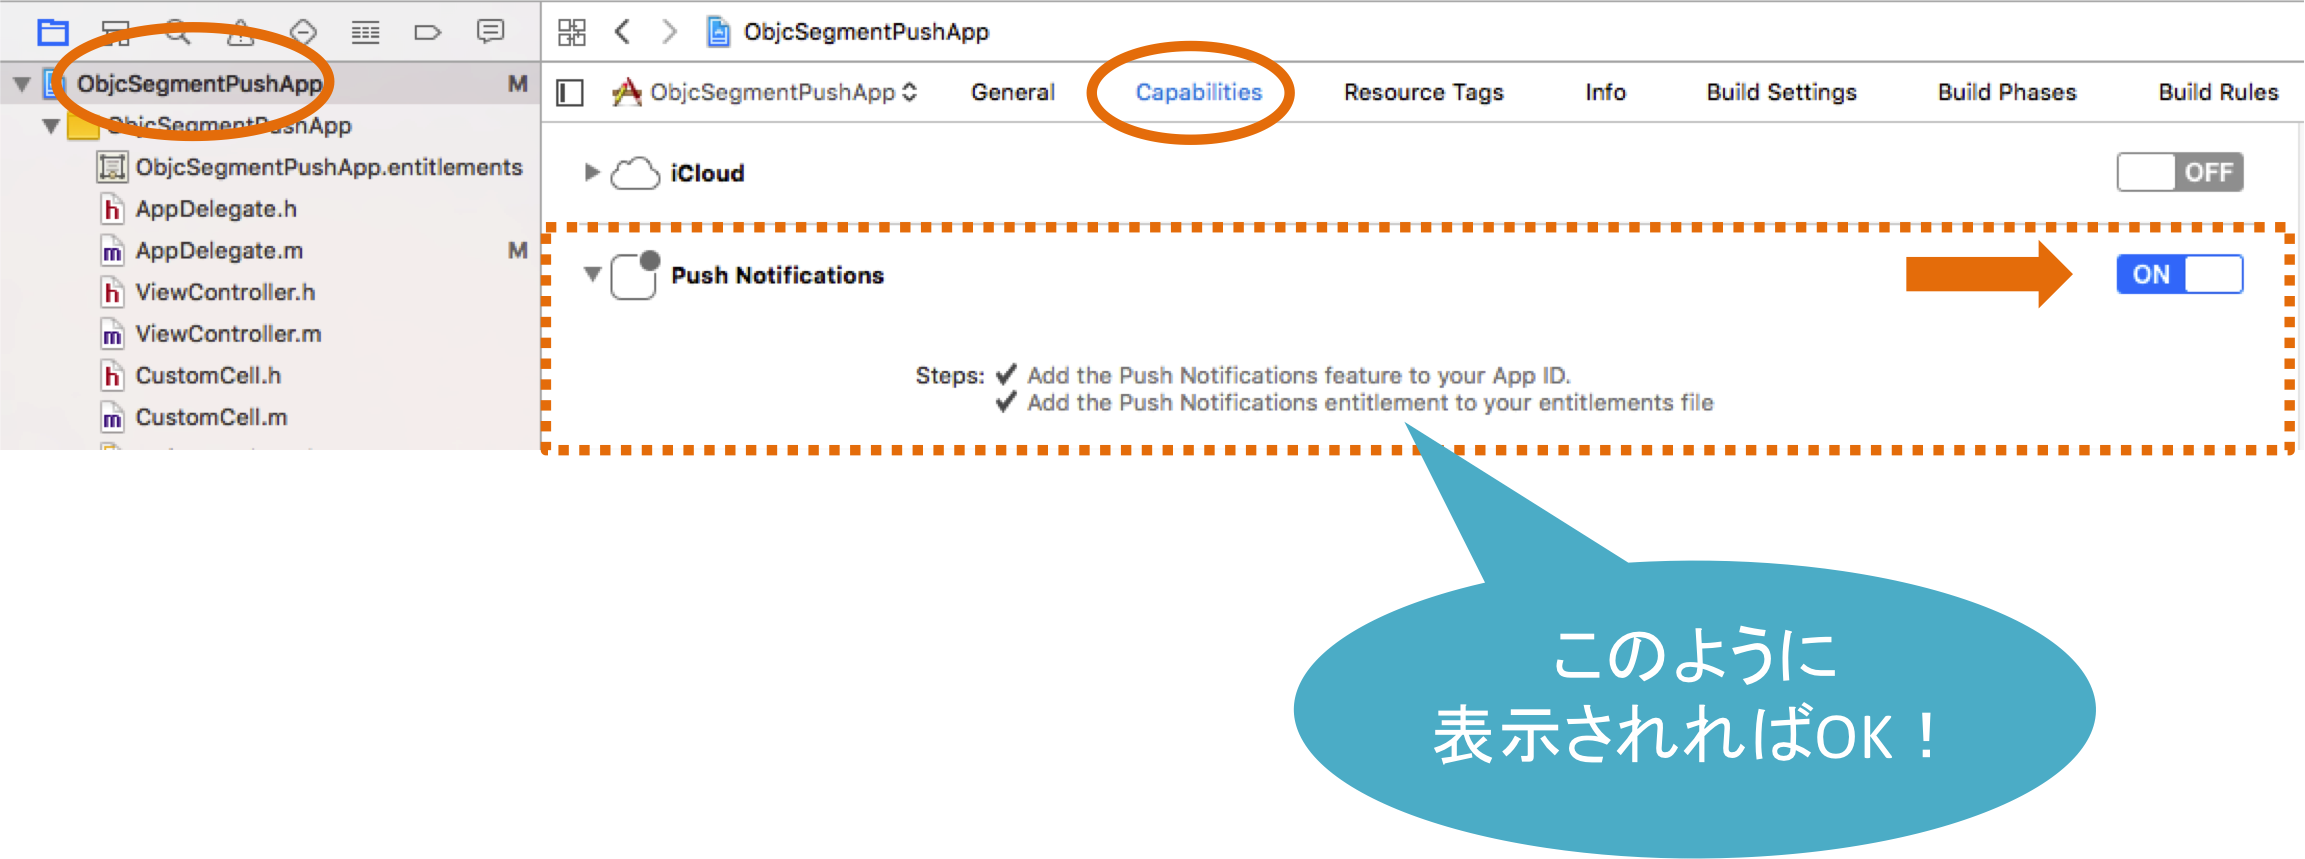 ObjcSegmentPushApp
ObjcSegmentPushApp M
ObjcSegmentPushApp
ObjcSegmentPushApp.entitlements
AppDelegate.h
AppDelegate.m M
ViewController.h
ViewController.m
CustomCell.h
CustomCell.m
ObjcSegmentPushApp General Capabilities Resource Tags Info Build Settings Build Phases Build Rules
iCloud OFF
Push Notifications ON
Steps: ✔ Add the Push Notifications feature to your App ID.
✔ Add the Push Notifications entitlement to your entitlements file
このように
表示されればOK！